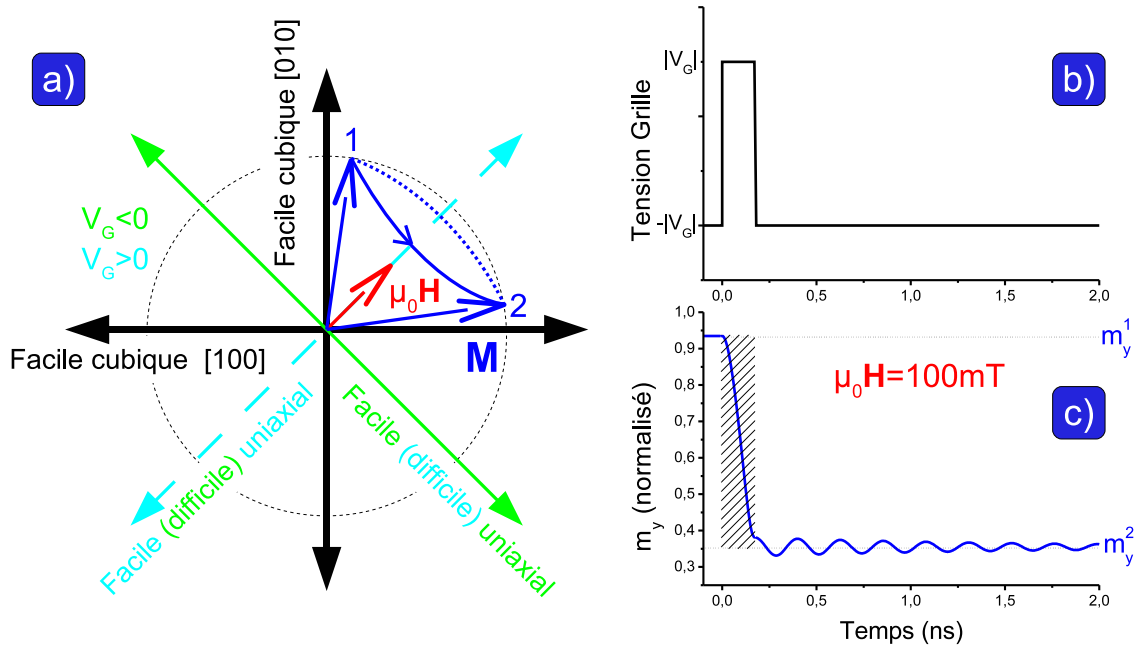 a)
Facile cubique [010]
1
V_G<0
V_G>0
μ₀H
2
Facile cubique [100]
M
Facile (difficile) uniaxial
Facile (difficile) uniaxial
b)
Tension Grille
|V_G|
-|V_G|
0,0 0,5 1,0 1,5 2,0
c)
m_y (normalisé)
1,0
0,9
0,8
0,7
0,6
0,5
0,4
0,3
μ₀H=100mT
m_y^1
m_y^2
0,0 0,5 1,0 1,5 2,0
Temps (ns)